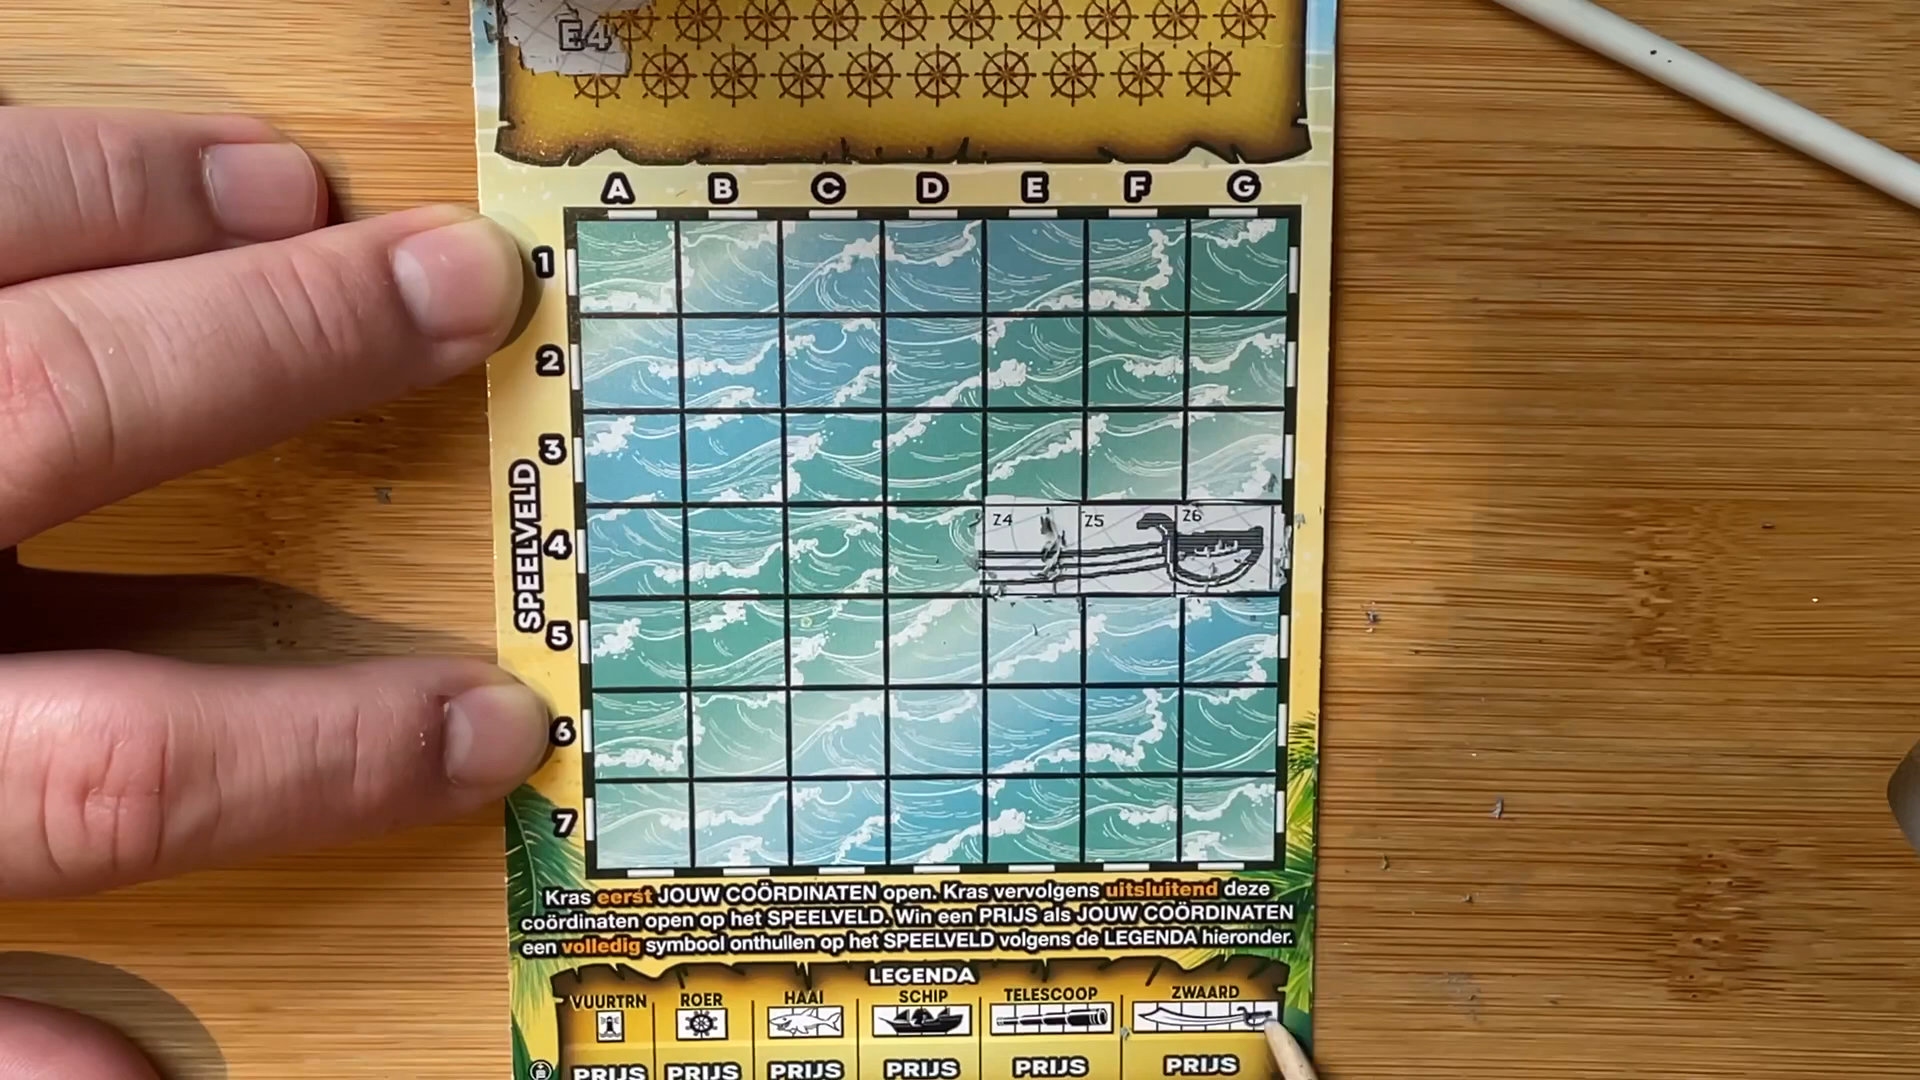 E4
A B C D E F G
1
2
3
SPEELVELD
4
Z4 Z5 Z6
5
6
7
Kras eerst JOUW COÖRDINATEN open. Kras vervolgens uitsluitend deze
coördinaten open op het SPEELVELD. Win een PRIJS als JOUW COÖRDINATEN
een volledig symbool onthullen op het SPEELVELD volgens de LEGENDA hieronder.
LEGENDA
VUURTRN ROER HAAI SCHIP TELESCOOP ZWAARD
PRIJS PRIJS PRIJS PRIJS PRIJS PRIJS